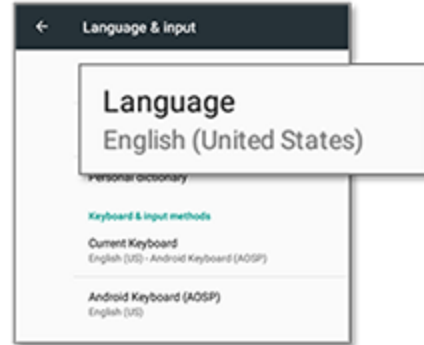 Language & input
Language
English (United States)
Personal dictionary
Keyboard & input methods
Current Keyboard
English (US) - Android Keyboard (AOSP)
Android Keyboard (AOSP)
English (US)